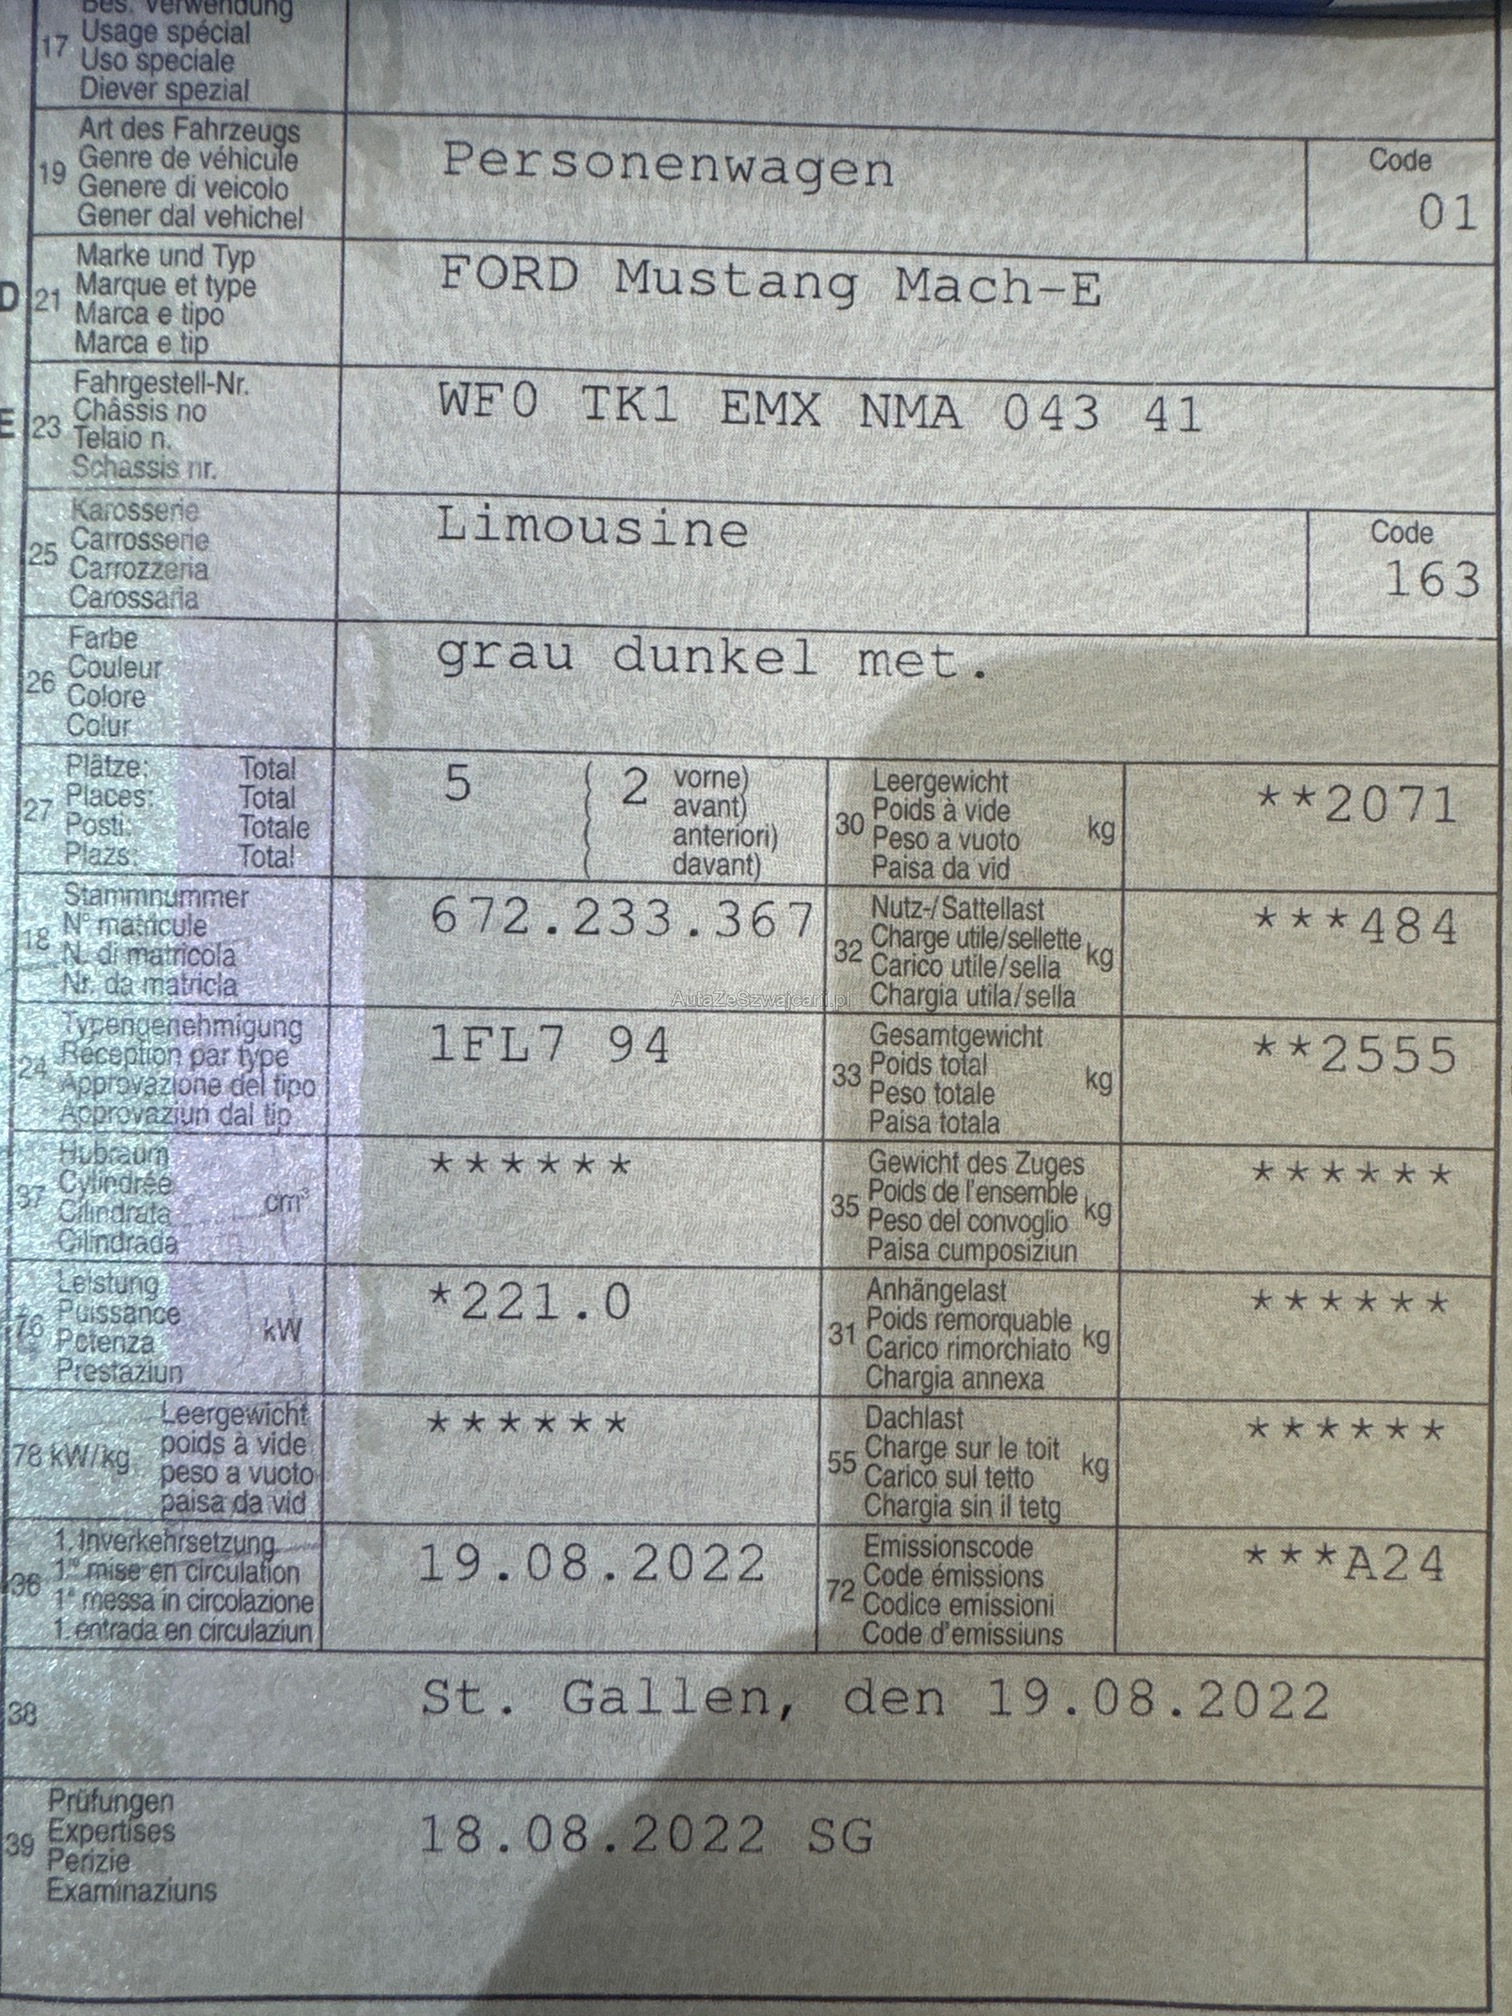 Bes. Verwendung
17 Usage spécial
Uso speciale
Diever spezial
Art des Fahrzeugs
19 Genre de véhicule
Genere di veicolo
Gener dal vehichel
Personenwagen
Code
01
Marke und Typ
D 21 Marque et type
Marca e tipo
Marca e tip
FORD Mustang Mach-E
Fahrgestell-Nr.
E 23 Châssis no
Telaio n.
Schassis nr.
WF0 TK1 EMX NMA 043 41
Karosserie
25 Carrosserie
Carrozzeria
Carossaria
Limousine
Code
163
Farbe
26 Couleur
Colore
Colur
grau dunkel met.
Plätze: Total
27 Places: Total
Posti: Totale
Plazs: Total
5 ( 2 vorne)
( avant)
( anteriori)
( davant)
Leergewicht
30 Poids à vide kg
Peso a vuoto
Paisa da vid
**2071
Stammnummer
18 N° matricule
N. di matricola
Nr. da matricla
672.233.367
Nutz-/Sattellast
32 Charge utile/sellette kg
Carico utile/sella
Chargia utila/sella
***484
AutaZeSzwajcarii.pl
Typengenehmigung
24 Réception par type
Approvazione del tipo
Approvaziun dal tip
1FL7 94
Gesamtgewicht
33 Poids total kg
Peso totale
Paisa totala
**2555
Hubraum
37 Cylindrée cm³
Cilindrata
Cilindrada
******
Gewicht des Zuges
35 Poids de l'ensemble kg
Peso del convoglio
Paisa cumposiziun
******
Leistung
76 Puissance kW
Potenza
Prestaziun
*221.0
Anhängelast
31 Poids remorquable kg
Carico rimorchiato
Chargia annexa
******
Leergewicht
78 kW/kg poids à vide
peso a vuoto
paisa da vid
******
Dachlast
55 Charge sur le toit kg
Carico sul tetto
Chargia sin il tetg
******
1. Inverkehrsetzung
36 1re mise en circulation
1a messa in circolazione
1. entrada en circulaziun
19.08.2022
Emissionscode
72 Code émissions
Codice emissioni
Code d'emissiuns
***A24
38 St. Gallen, den 19.08.2022
Prüfungen
39 Expertises
Perizie
Examinaziuns
18.08.2022 SG